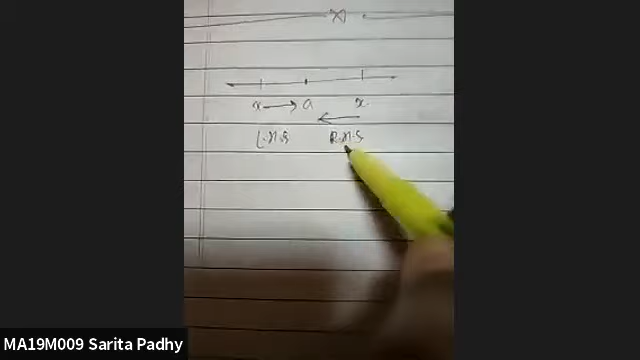 x → a ← x
L.H.S R.H.S
MA19M009 Sarita Padhy